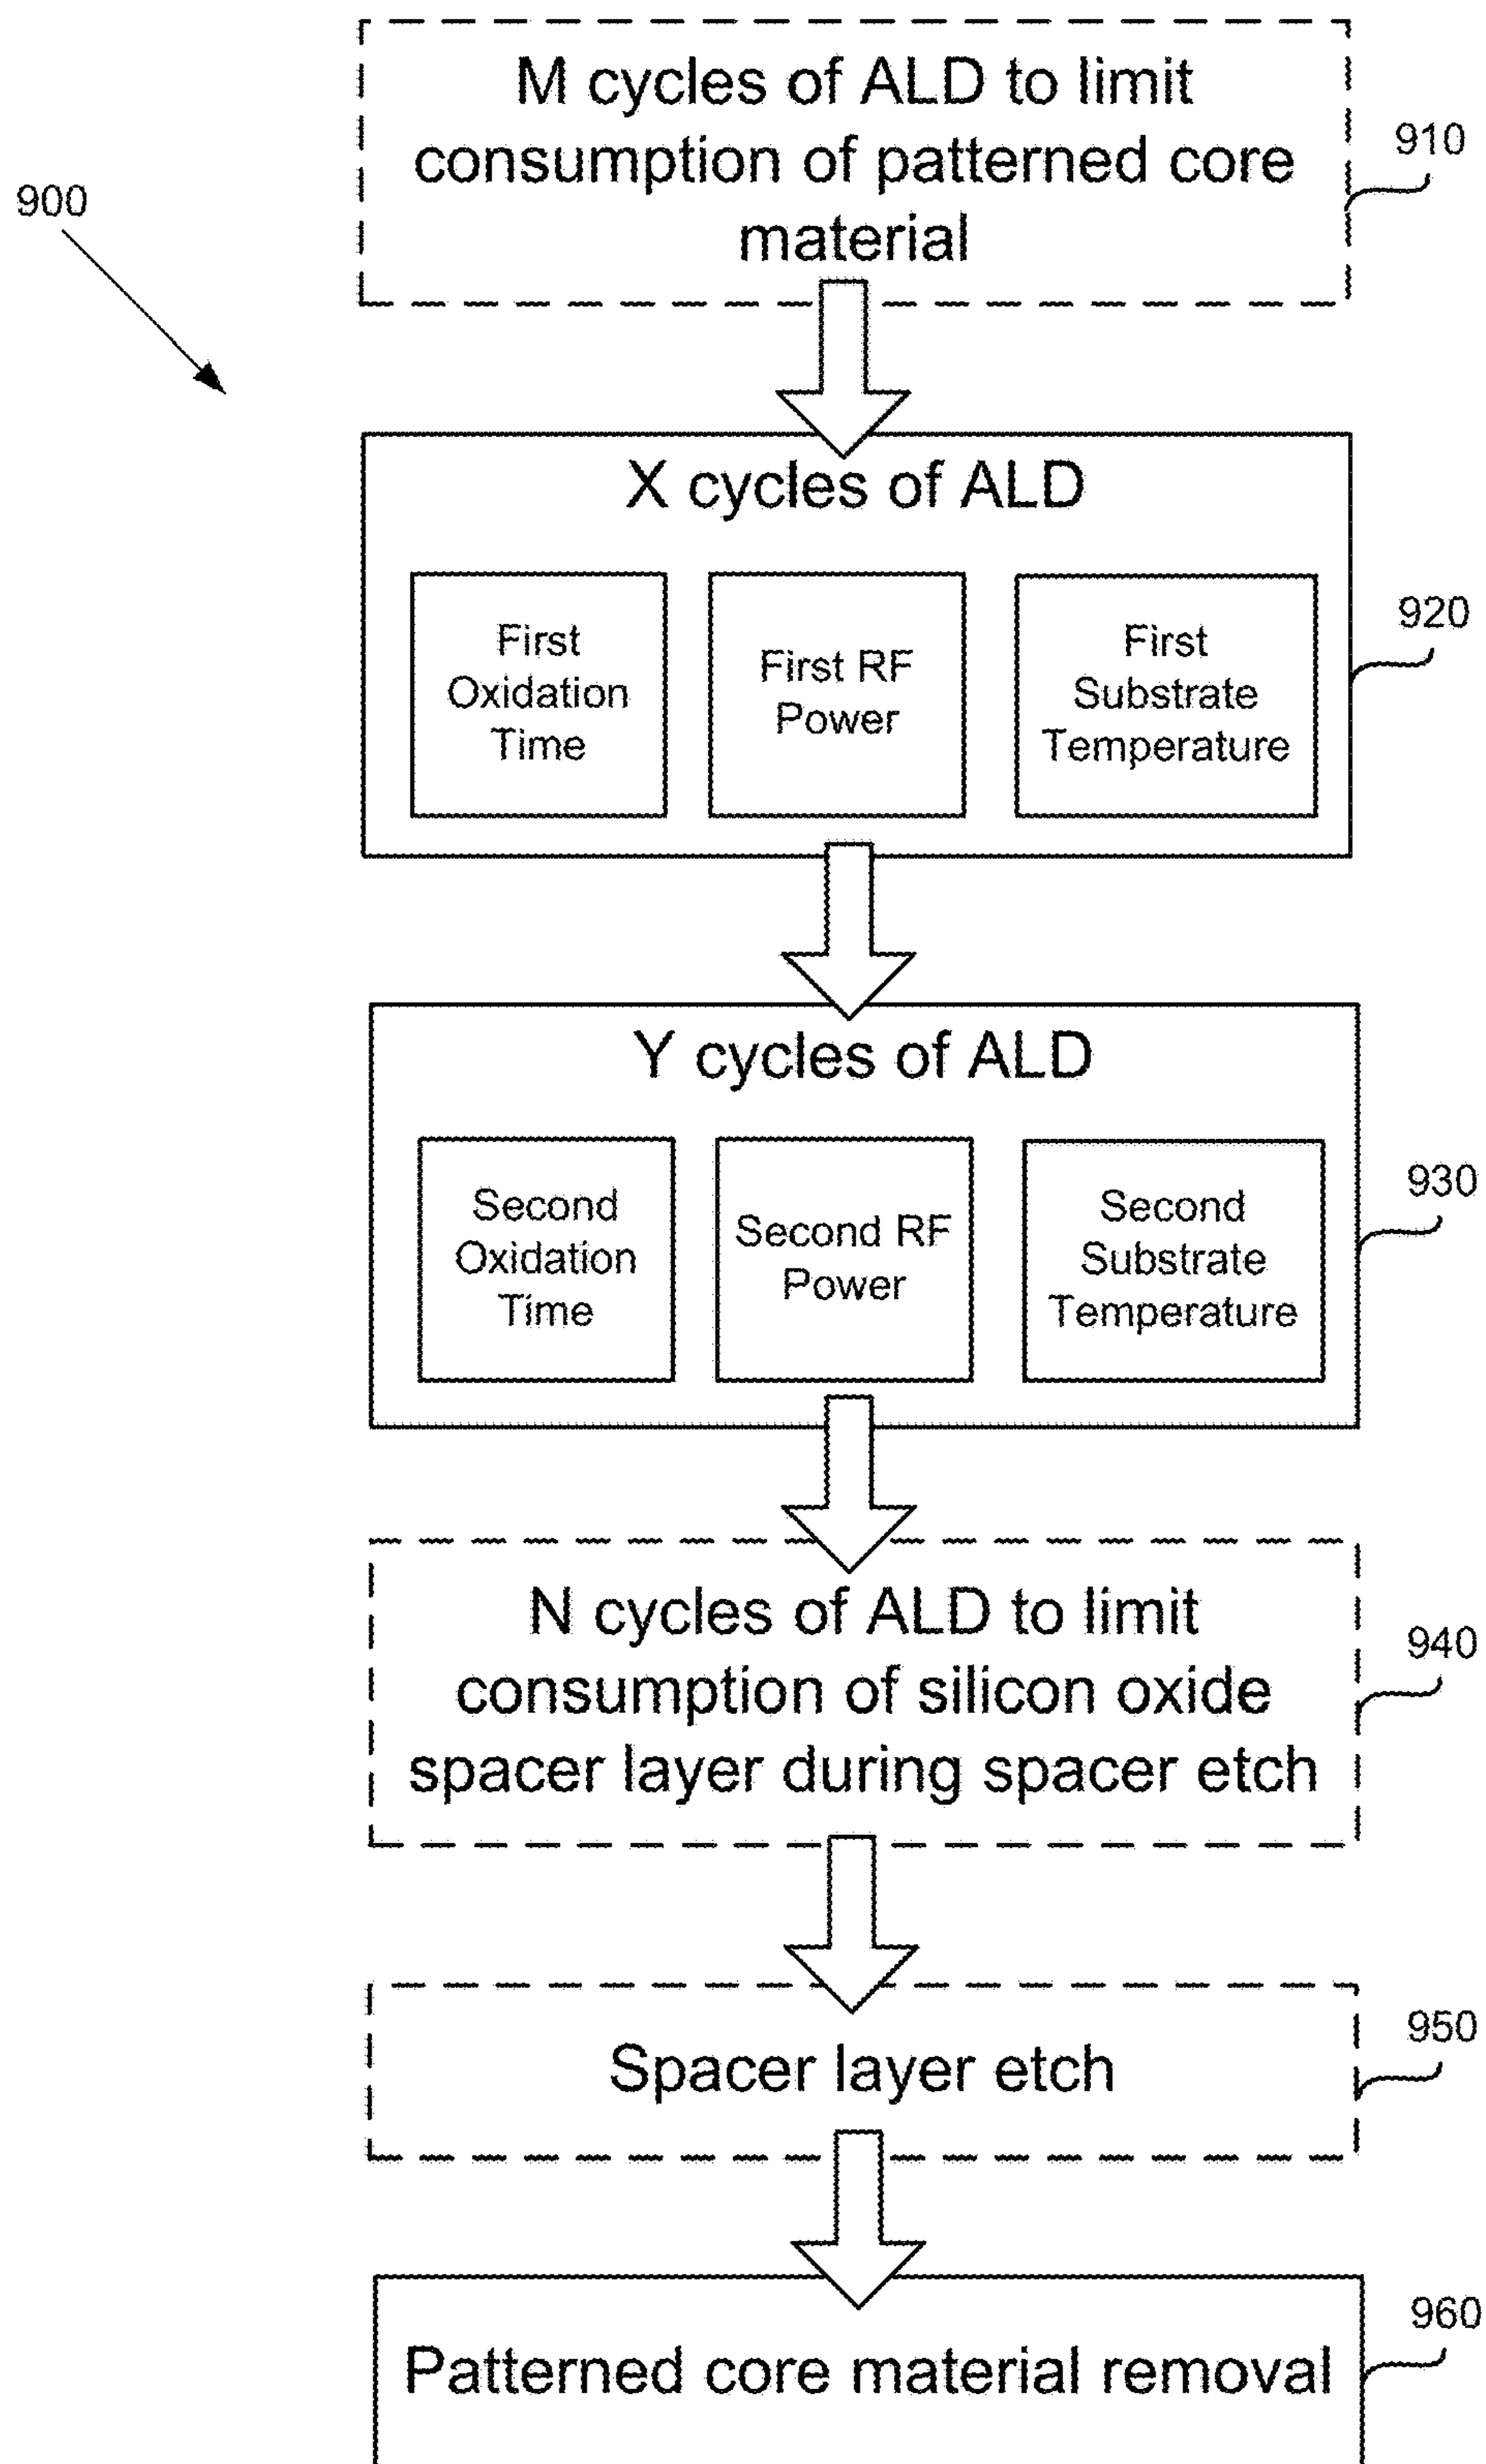 M cycles of ALD to limit
consumption of patterned core
material
910
900
X cycles of ALD
First
Oxidation
Time
First RF
Power
First
Substrate
Temperature
920
Y cycles of ALD
Second
Oxidation
Time
Second RF
Power
Second
Substrate
Temperature
930
N cycles of ALD to limit
consumption of silicon oxide
spacer layer during spacer etch
940
Spacer layer etch
950
Patterned core material removal
960